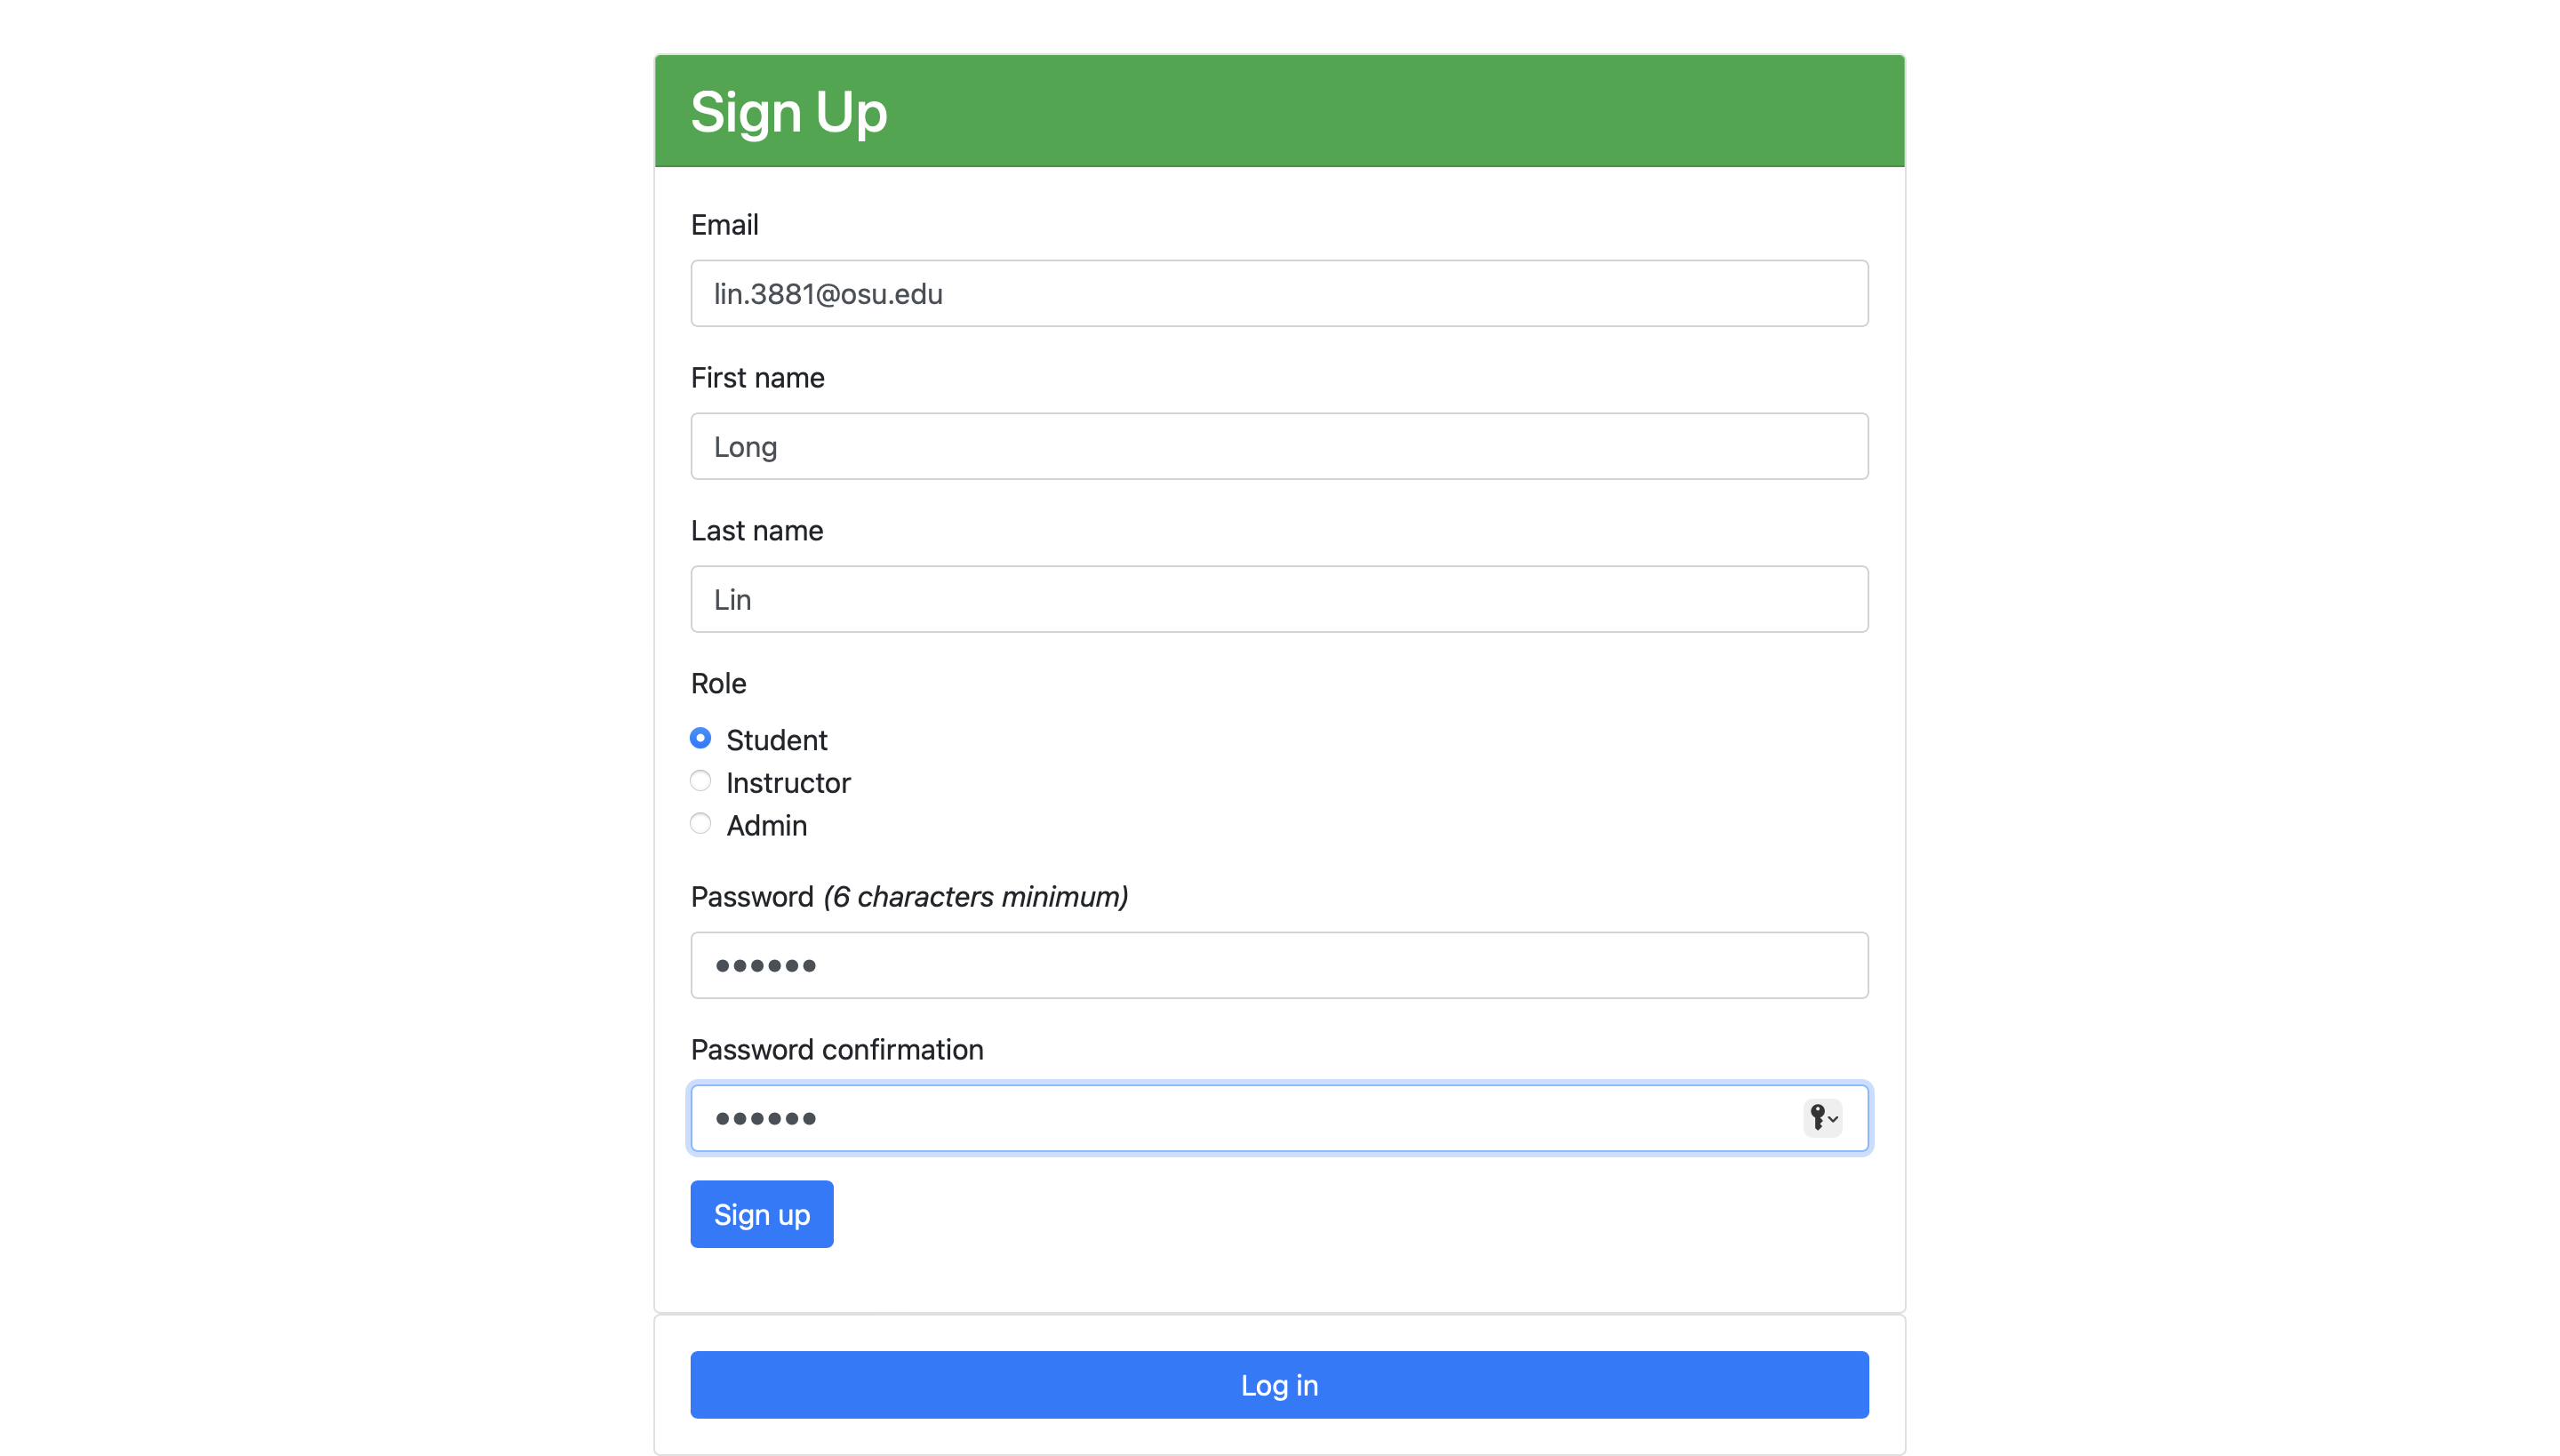 Sign Up
Email
lin.3881@osu.edu
First name
Long
Last name
Lin
Role
Student
Instructor
Admin
Password (6 characters minimum)
••••••
Password confirmation
••••••
Sign up
Log in